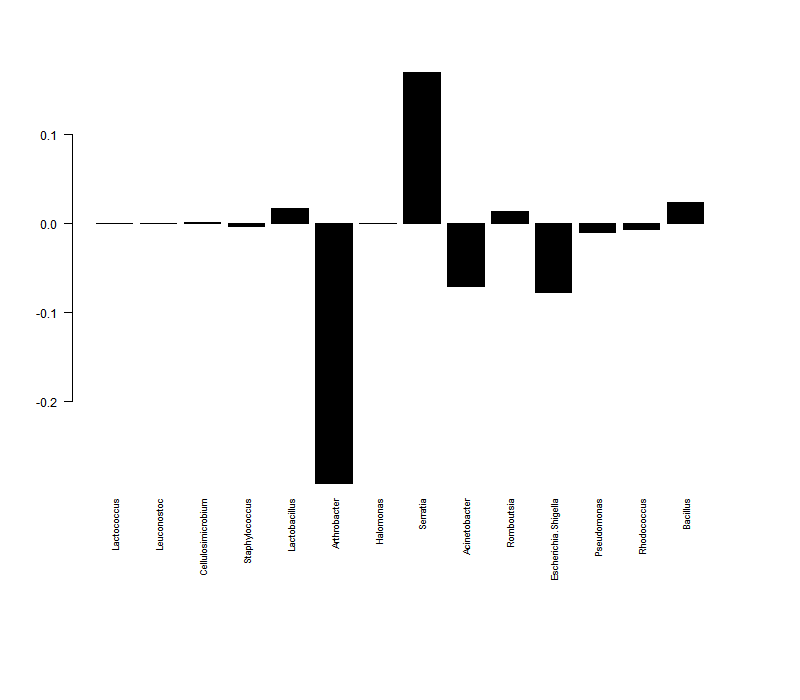 0.1
0.0
-0.1
-0.2
Lactococcus
Leuconostoc
Cellulosimicrobium
Staphylococcus
Lactobacillus
Arthrobacter
Halomonas
Serratia
Acinetobacter
Romboutsia
Escherichia.Shigella
Pseudomonas
Rhodococcus
Bacillus